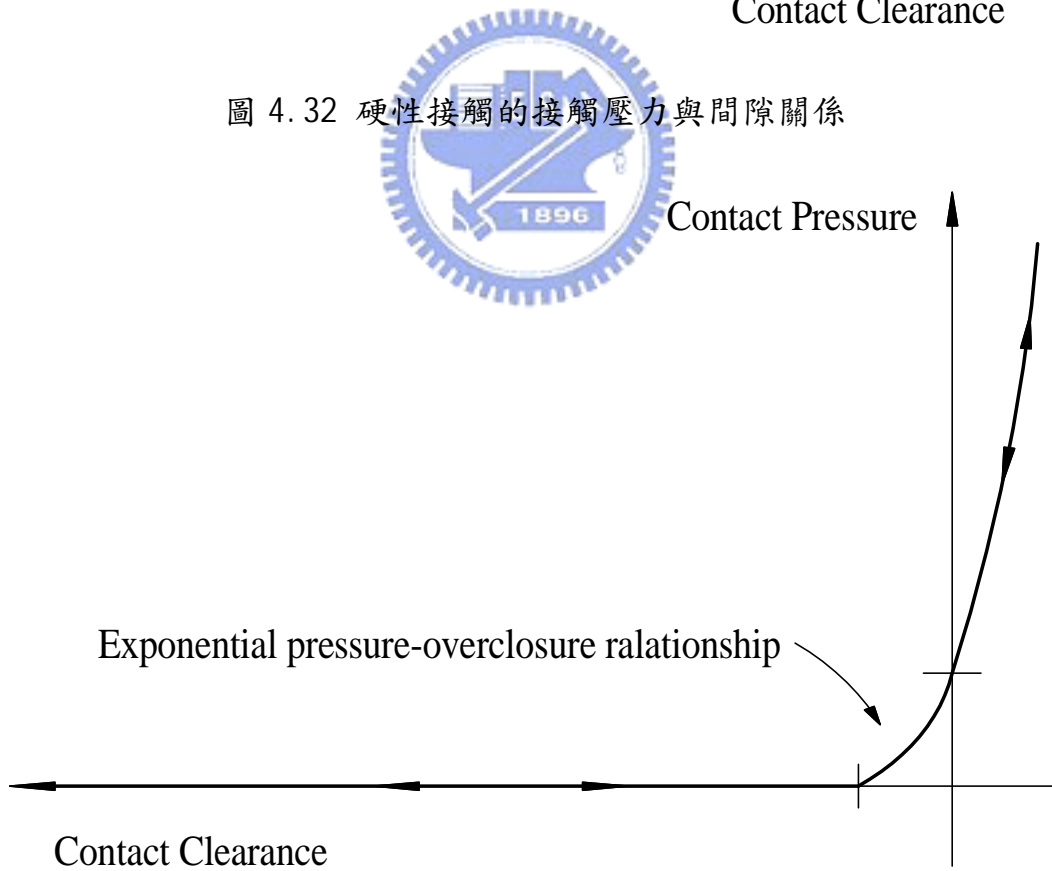 Contact Clearance
圖 4.32 硬性接觸的接觸壓力與間隙關係
1896
Contact Pressure
Exponential pressure-overclosure ralationship
Contact Clearance